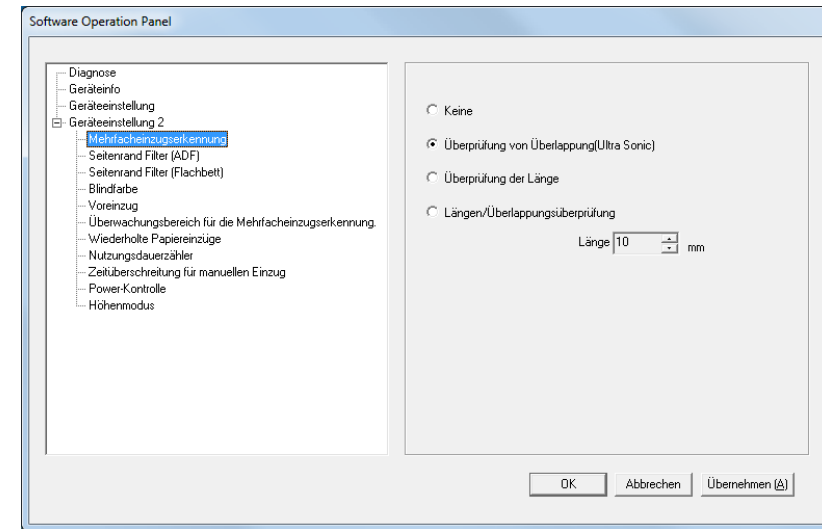 Software Operation Panel
Diagnose
Geräteinfo
Geräteeinstellung
Geräteeinstellung 2
Mehrfacheinzugserkennung
Seitenrand Filter (ADF)
Seitenrand Filter (Flachbett)
Blindfarbe
Voreinzug
Überwachungsbereich für die Mehrfacheinzugserkennung.
Wiederholte Papiereinzüge
Nutzungsdauerzähler
Zeitüberschreitung für manuellen Einzug
Power-Kontrolle
Höhenmodus
Keine
Überprüfung von Überlappung(Ultra Sonic)
Überprüfung der Länge
Längen/Überlappungsüberprüfung
Länge 10 mm
OK Abbrechen Übernehmen (A)